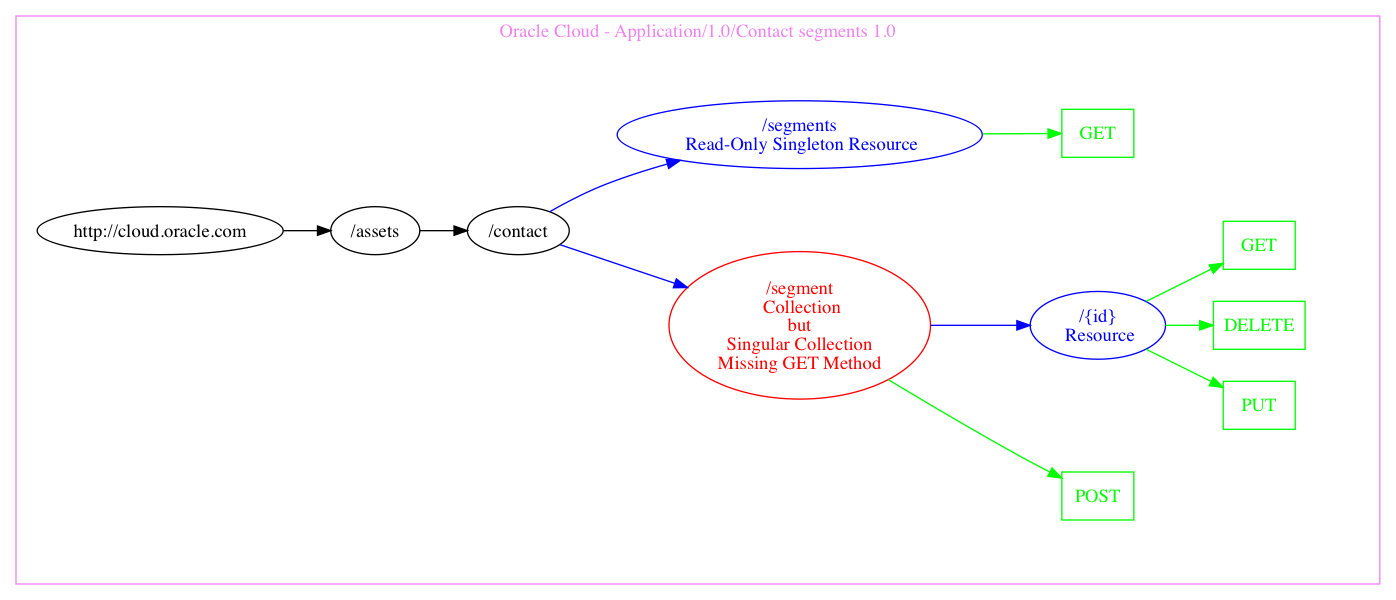 Oracle Cloud - Application/1.0/Contact segments 1.0
/segments
Read-Only Singleton Resource
GET
http://cloud.oracle.com
/assets
/contact
/segment
Collection
but
Singular Collection
Missing GET Method
/{id}
Resource
GET
DELETE
PUT
POST